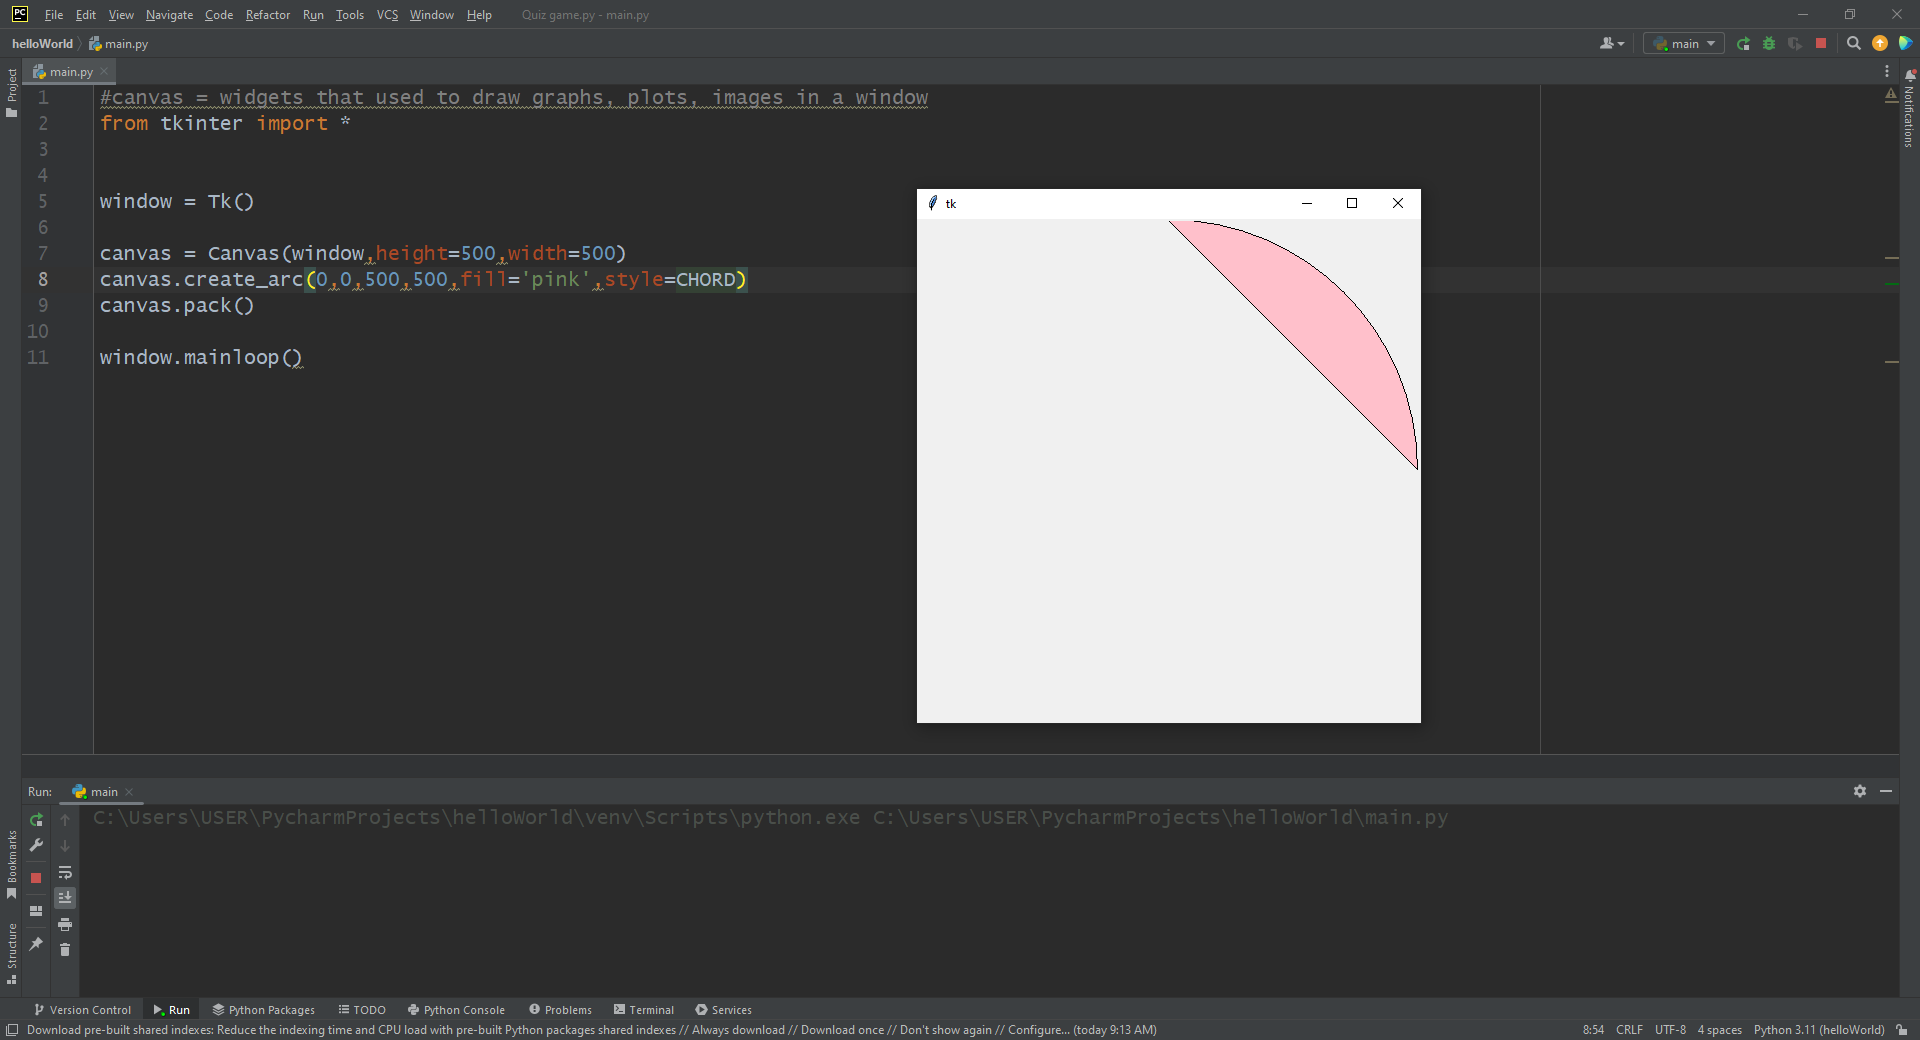 PC File Edit View Navigate Code Refactor Run Tools VCS Window Help Quiz game.py - main.py
helloWorld main.py main
main.py
Project
Notifications
1 #canvas = widgets that used to draw graphs, plots, images in a window
2 from tkinter import *
3
4
5 window = Tk()
6
7 canvas = Canvas(window,height=500,width=500)
8 canvas.create_arc(0,0,500,500,fill='pink',style=CHORD)
9 canvas.pack()
10
11 window.mainloop()
tk
Run: main
C:\Users\USER\PycharmProjects\helloWorld\venv\Scripts\python.exe C:\Users\USER\PycharmProjects\helloWorld\main.py
Bookmarks
Structure
Version Control Run Python Packages TODO Python Console Problems Terminal Services
Download pre-built shared indexes: Reduce the indexing time and CPU load with pre-built Python packages shared indexes // Always download // Download once // Don't show again // Configure... (today 9:13 AM) 8:54 CRLF UTF-8 4 spaces Python 3.11 (helloWorld)